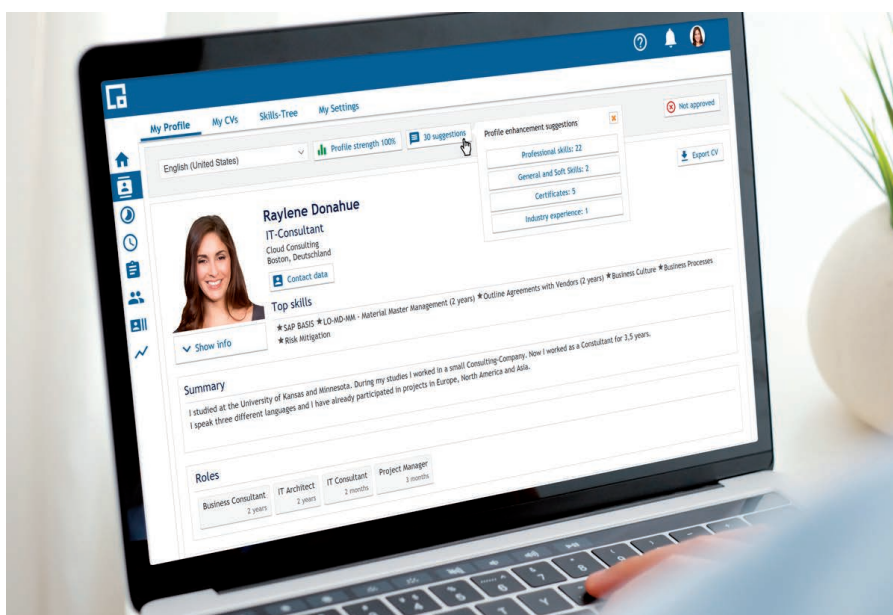 My Profile
My CVs
Skills-Tree
My Settings
English (United States)
Profile strength 100%
30 suggestions
Profile enhancement suggestions
Professional skills: 22
General and Soft Skills: 2
Certificates: 5
Industry experience: 1
Not approved
Export CV
Raylene Donahue
IT-Consultant
Cloud Consulting
Boston, Deutschland
Contact data
Show info
Top skills
★SAP BASIS ★LO-MD-MM - Material Master Management (2 years) ★Outline Agreements with Vendors (2 years) ★Business Culture ★Business Processes
★Risk Mitigation
Summary
I studied at the University of Kansas and Minnesota. During my studies I worked in a small Consulting-Company. Now I worked as a Constultant for 3,5 years.
I speak three different languages and I have already participated in projects in Europe, North America and Asia.
Roles
Business Consultant
2 years
IT Architect
2 years
IT Consultant
2 months
Project Manager
3 months